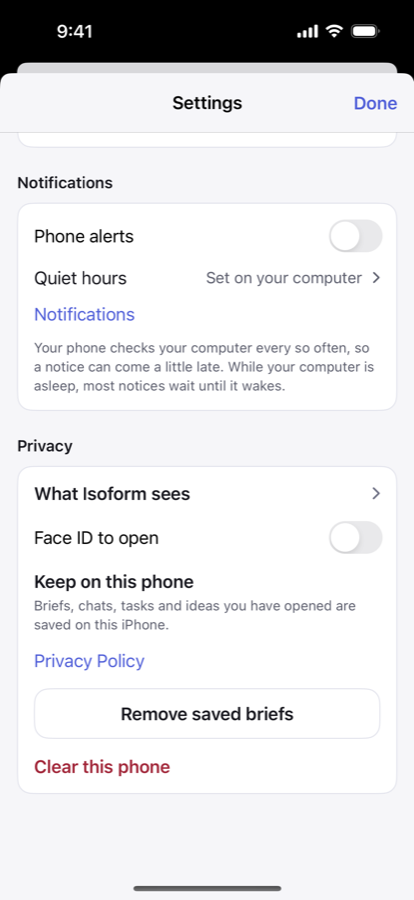 9:41
Settings
Done
Notifications
Phone alerts
Quiet hours
Set on your computer
Notifications
Your phone checks your computer every so often, so
a notice can come a little late. While your computer is
asleep, most notices wait until it wakes.
Privacy
What Isoform sees
Face ID to open
Keep on this phone
Briefs, chats, tasks and ideas you have opened are
saved on this iPhone.
Privacy Policy
Remove saved briefs
Clear this phone